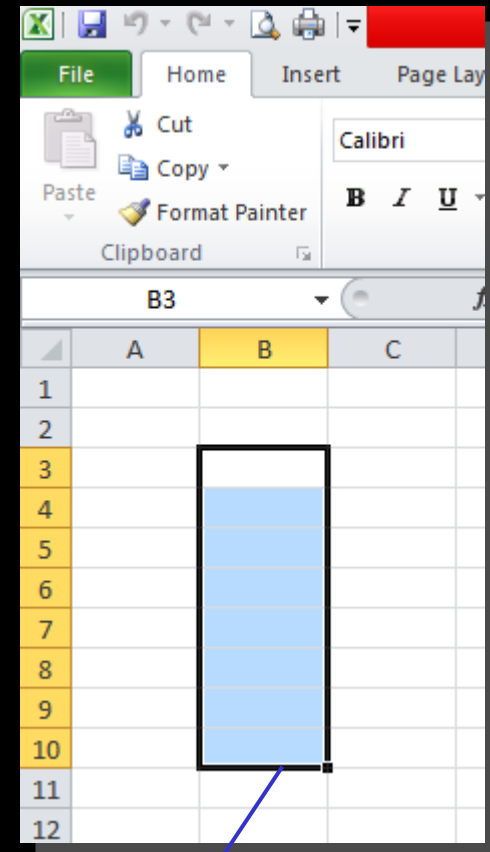 File Home Insert Page Lay
Cut
Calibri
Copy
Paste
B I U
Format Painter
Clipboard
B3
A B C
1
2
3
4
5
6
7
8
9
10
11
12